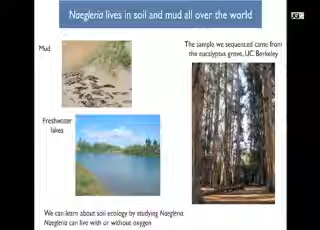 Naegleria lives in soil and mud all over the world
Mud
The sample we sequenced came from
the eucalyptus grove, UC Berkeley
Freshwater
lakes
We can learn about soil ecology by studying Naegleria
Naegleria can live with or without oxygen